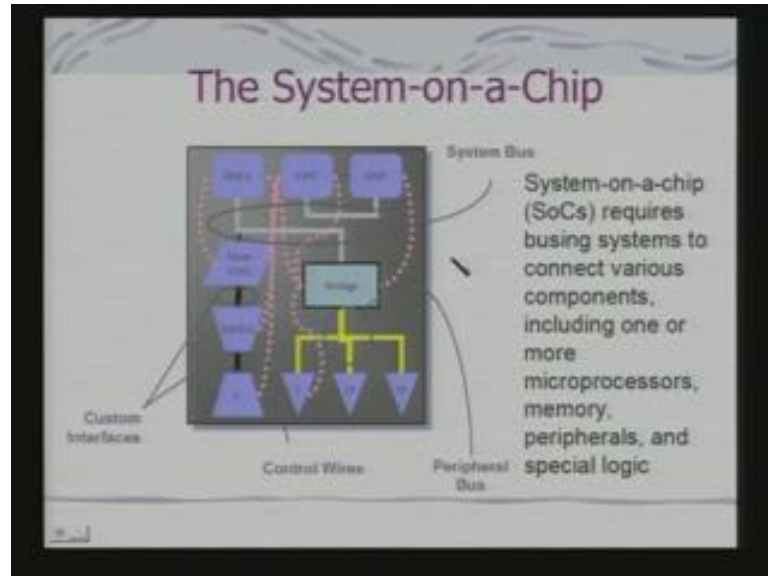 The System-on-a-Chip
System Bus
System-on-a-chip
(SoCs) requires
busing systems to
connect various
components,
including one or
more
microprocessors,
memory,
peripherals, and
special logic
CPU
Bridge
Custom
Interfaces
Control Wires
Peripheral
Bus